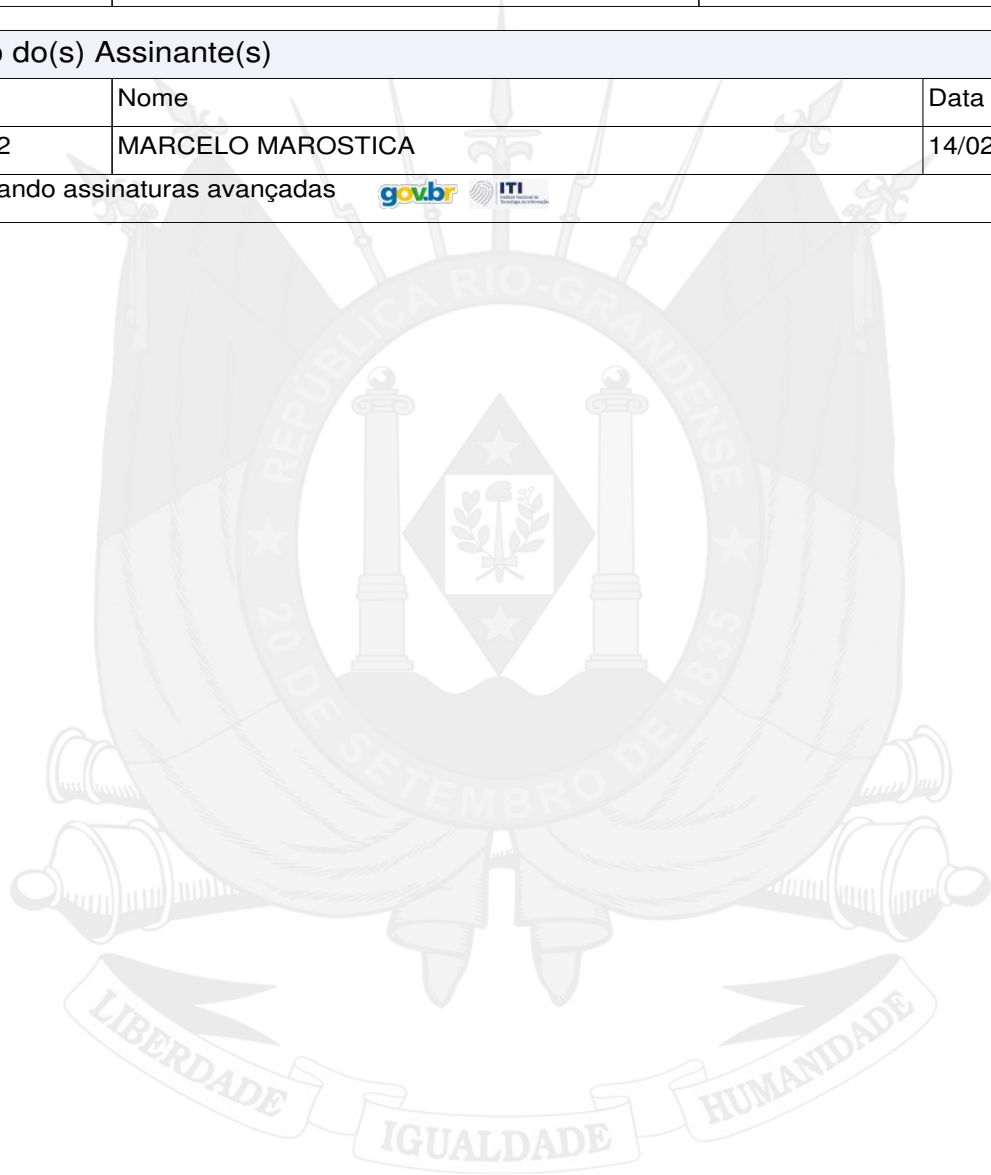 do(s) Assinante(s)
Nome Data
2 MARCELO MAROSTICA 14/02
ando assinaturas avançadas gov.br ITI
REPÚBLICA RIO-GRANDENSE
20 DE SETEMBRO DE 1835
LIBERDADE IGUALDADE HUMANIDADE